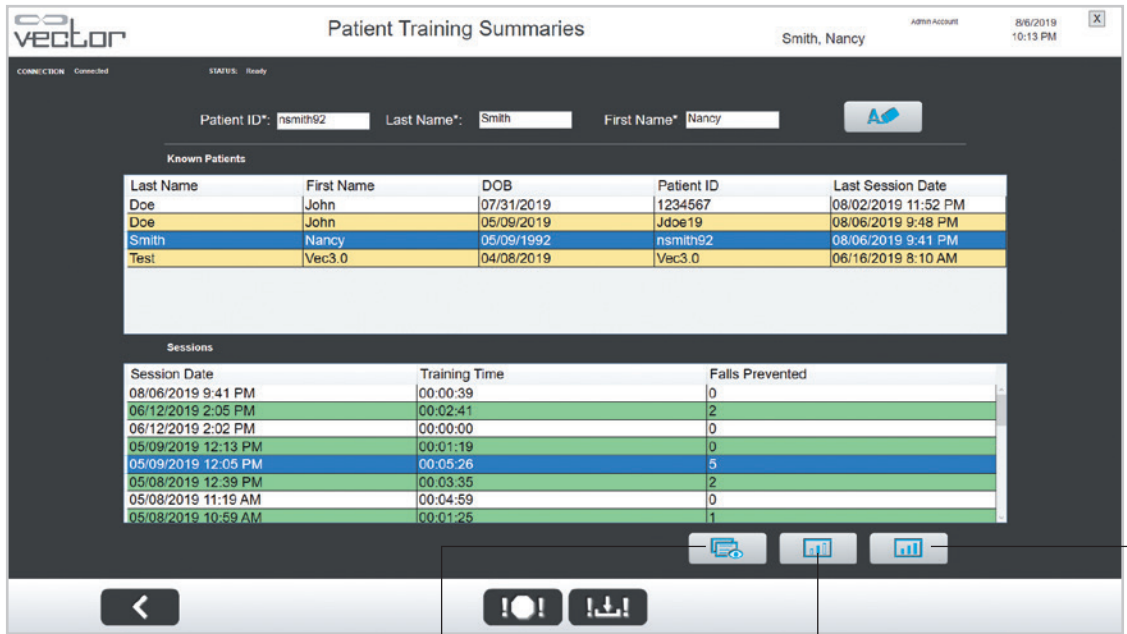 vector
Patient Training Summaries
Smith, Nancy
Admin Account
8/6/2019
10:13 PM
X
CONNECTION Connected STATUS: Ready
Patient ID*: nsmith92 Last Name*: Smith First Name* Nancy
A
Known Patients
Last Name First Name DOB Patient ID Last Session Date
Doe John 07/31/2019 1234567 08/02/2019 11:52 PM
Doe John 05/09/2019 Jdoe19 08/06/2019 9:48 PM
Smith Nancy 05/09/1992 nsmith92 08/06/2019 9:41 PM
Test Vec3.0 04/08/2019 Vec3.0 06/16/2019 8:10 AM
Sessions
Session Date Training Time Falls Prevented
08/06/2019 9:41 PM 00:00:39 0
06/12/2019 2:05 PM 00:02:41 2
06/12/2019 2:02 PM 00:00:00 0
05/09/2019 12:13 PM 00:01:19 0
05/09/2019 12:05 PM 00:05:26 5
05/08/2019 12:39 PM 00:03:35 2
05/08/2019 11:19 AM 00:04:59 0
05/08/2019 10:59 AM 00:01:25 1